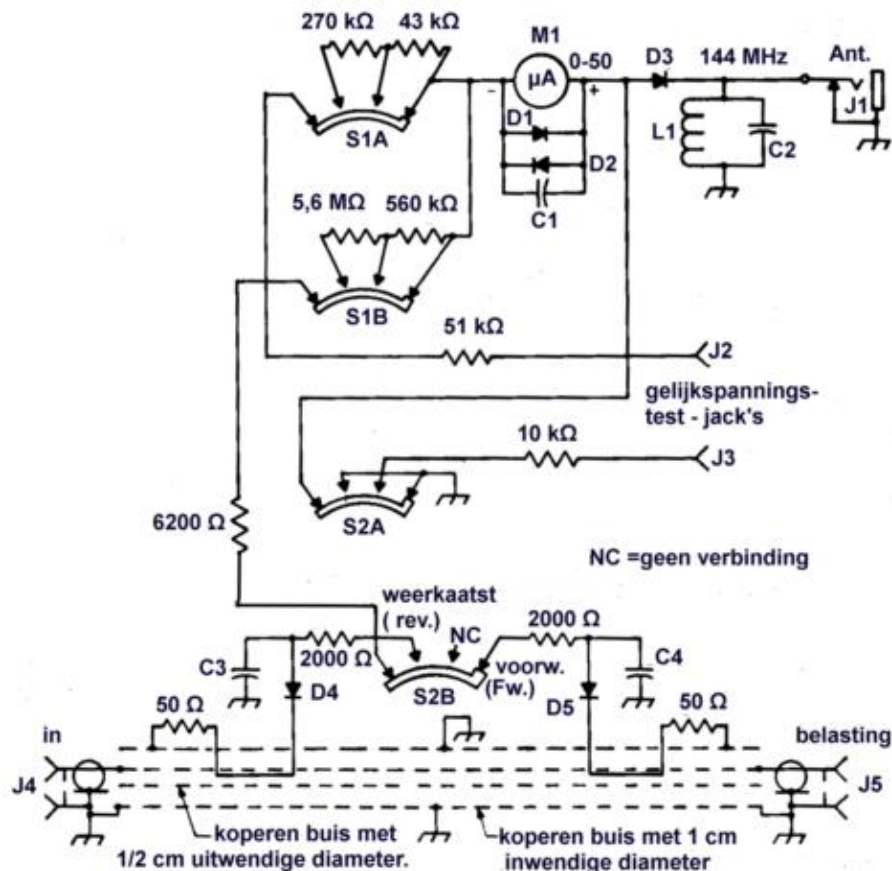 270 kΩ
43 kΩ
M1
µA
0-50
−
+
D3
144 MHz
Ant.
J1
S1A
D1
D2
C1
L1
C2
5,6 MΩ
560 kΩ
S1B
51 kΩ
J2
gelijkspannings-
test - jack's
10 kΩ
J3
S2A
6200 Ω
NC =geen verbinding
weerkaatst
( rev.)
NC
2000 Ω
2000 Ω
voorw.
(Fw.)
C3
D4
S2B
D5
C4
50 Ω
50 Ω
in
belasting
J4
J5
koperen buis met
1/2 cm uitwendige diameter.
koperen buis met 1 cm
inwendige diameter